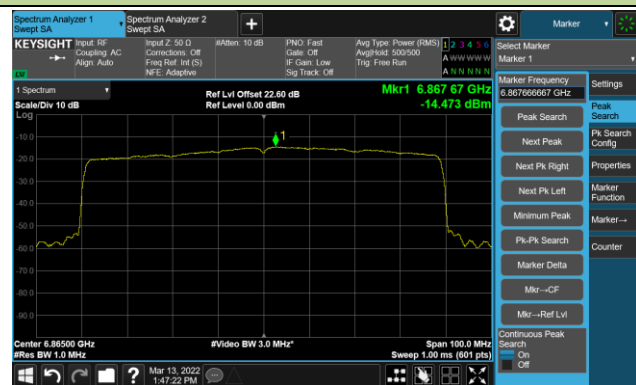 Spectrum Analyzer 1
Swept SA
Spectrum Analyzer 2
Swept SA
+
Marker
KEYSIGHT
Input: RF
Coupling: AC
Align: Auto
Input Z: 50 Ω
Corrections: Off
Freq Ref: Int (S)
NFE: Adaptive
#Atten: 10 dB
PNO: Fast
Gate: Off
IF Gain: Low
Sig Track: Off
Avg Type: Power (RMS)
Avg|Hold: 500/500
Trig: Free Run
1 2 3 4 5 6
A W W W W W
A N N N N N
LXI
Select Marker
Marker 1
1 Spectrum
Scale/Div 10 dB
Log
Ref Lvl Offset 22.60 dB
Ref Level 0.00 dBm
Mkr1 6.867 67 GHz
-14.473 dBm
1
-10.0
-20.0
-30.0
-40.0
-50.0
-60.0
-70.0
-80.0
-90.0
Center 6.86500 GHz
#Res BW 1.0 MHz
#Video BW 3.0 MHz*
Span 100.0 MHz
Sweep 1.00 ms (601 pts)
Marker Frequency
6.867666667 GHz
Peak Search
Next Peak
Next Pk Right
Next Pk Left
Minimum Peak
Pk-Pk Search
Marker Delta
Mkr→CF
Mkr→Ref Lvl
Continuous Peak
Search
On
Off
Settings
Peak
Search
Pk Search
Config
Properties
Marker
Function
Marker→
Counter
?
Mar 13, 2022
1:47:22 PM